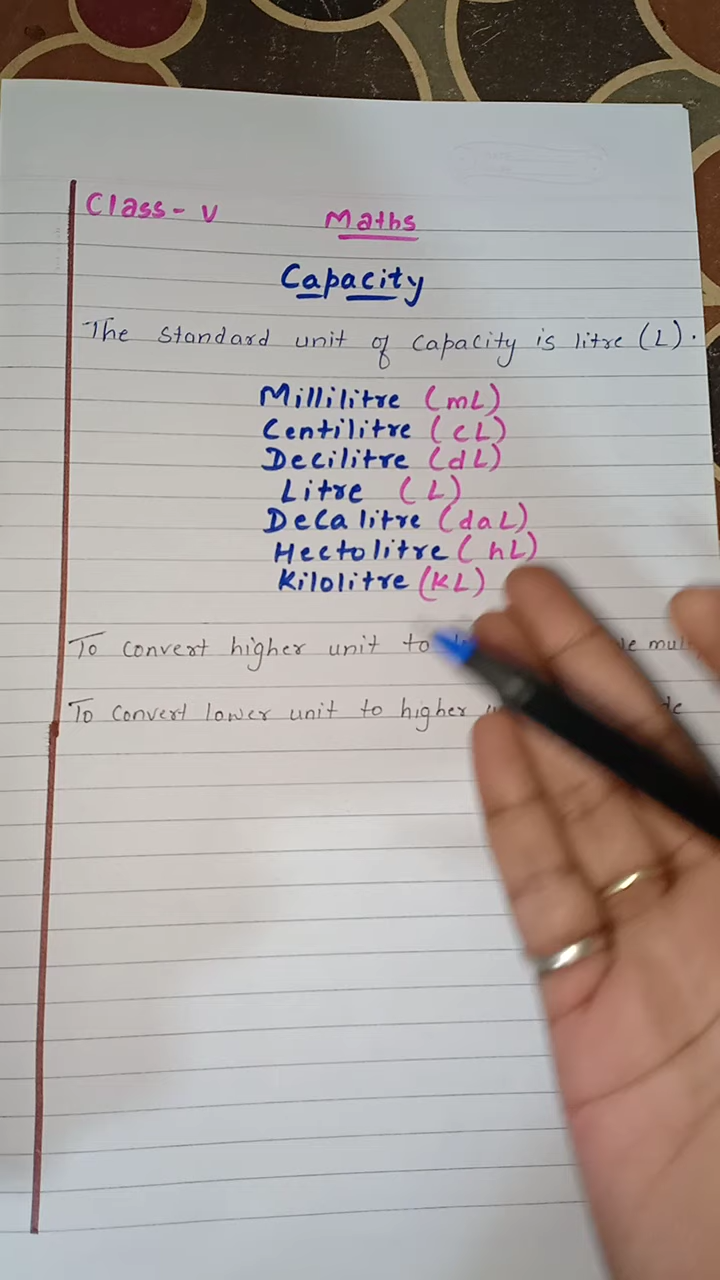 Class - V
Maths
Capacity
The standard unit of capacity is litre (L).
Millilitre (mL)
Centilitre (cL)
Decilitre (dL)
Litre (L)
Decalitre (daL)
Hectolitre (hL)
Kilolitre (KL)
To convert higher unit to
To convert lower unit to higher